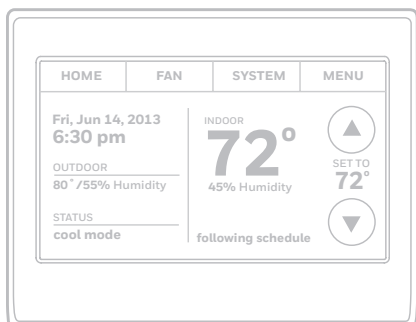 HOME FAN SYSTEM MENU
Fri, Jun 14, 2013
6:30 pm
OUTDOOR
80°/55% Humidity
STATUS
cool mode
INDOOR
72°
45% Humidity
following schedule
SET TO
72°